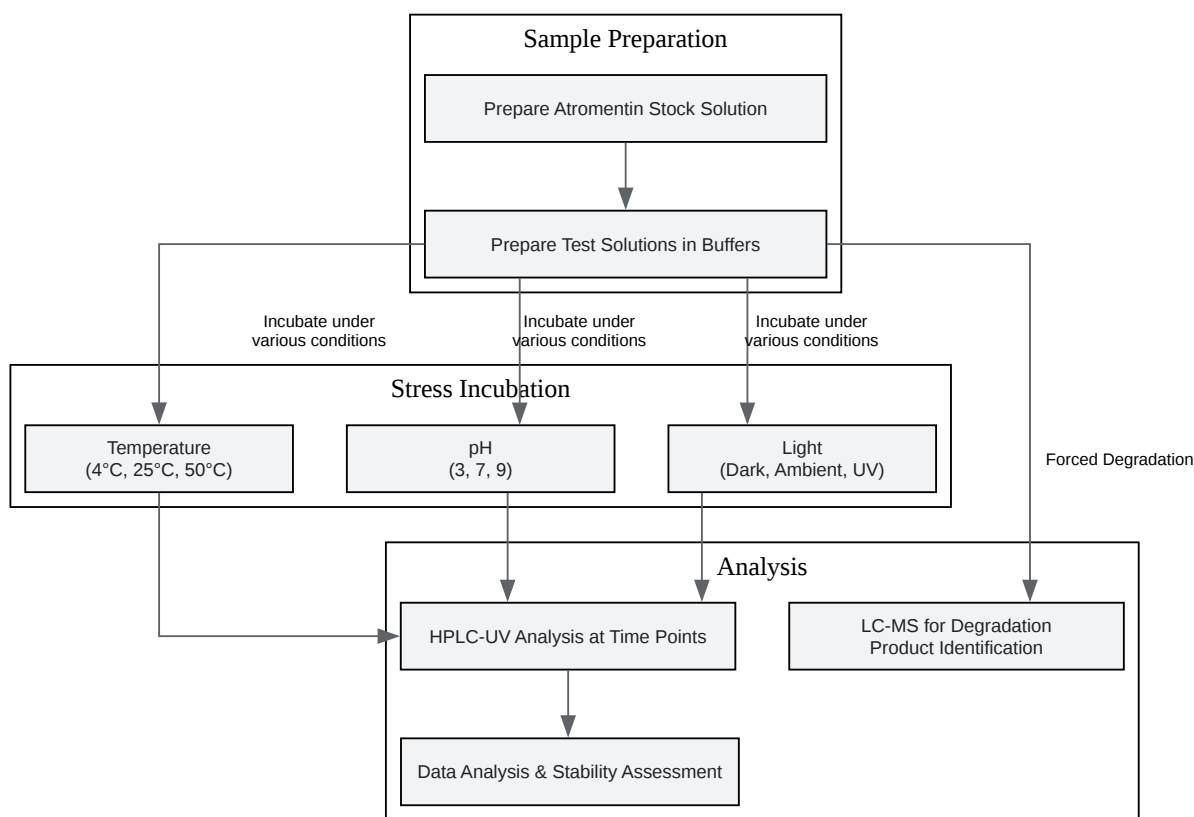 Sample Preparation
Prepare Atromentin Stock Solution
Prepare Test Solutions in Buffers
Incubate under
various conditions
Incubate under
various conditions
Incubate under
various conditions
Stress Incubation
Temperature
(4°C, 25°C, 50°C)
pH
(3, 7, 9)
Light
(Dark, Ambient, UV)
Forced Degradation
Analysis
HPLC-UV Analysis at Time Points
LC-MS for Degradation
Product Identification
Data Analysis & Stability Assessment